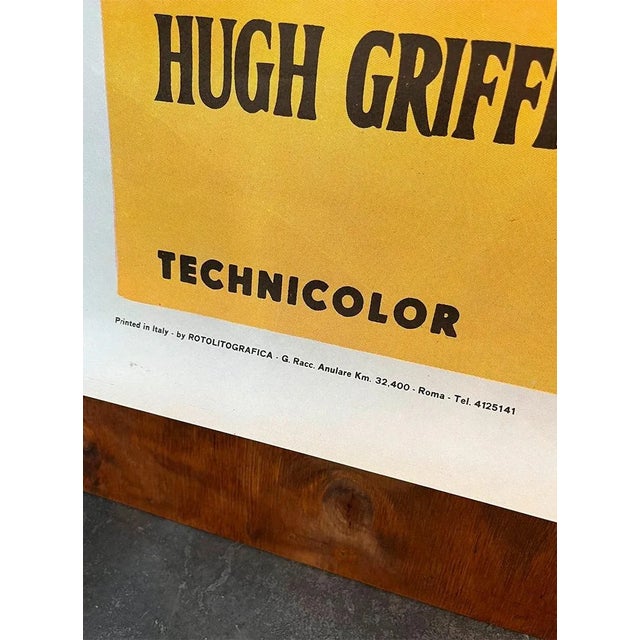 HUGH GRIFF
TECHNICOLOR
Printed in Italy - by ROTOLITOGRAFICA - G. Racc. Anulare Km. 32,400 - Roma - Tel. 4125141